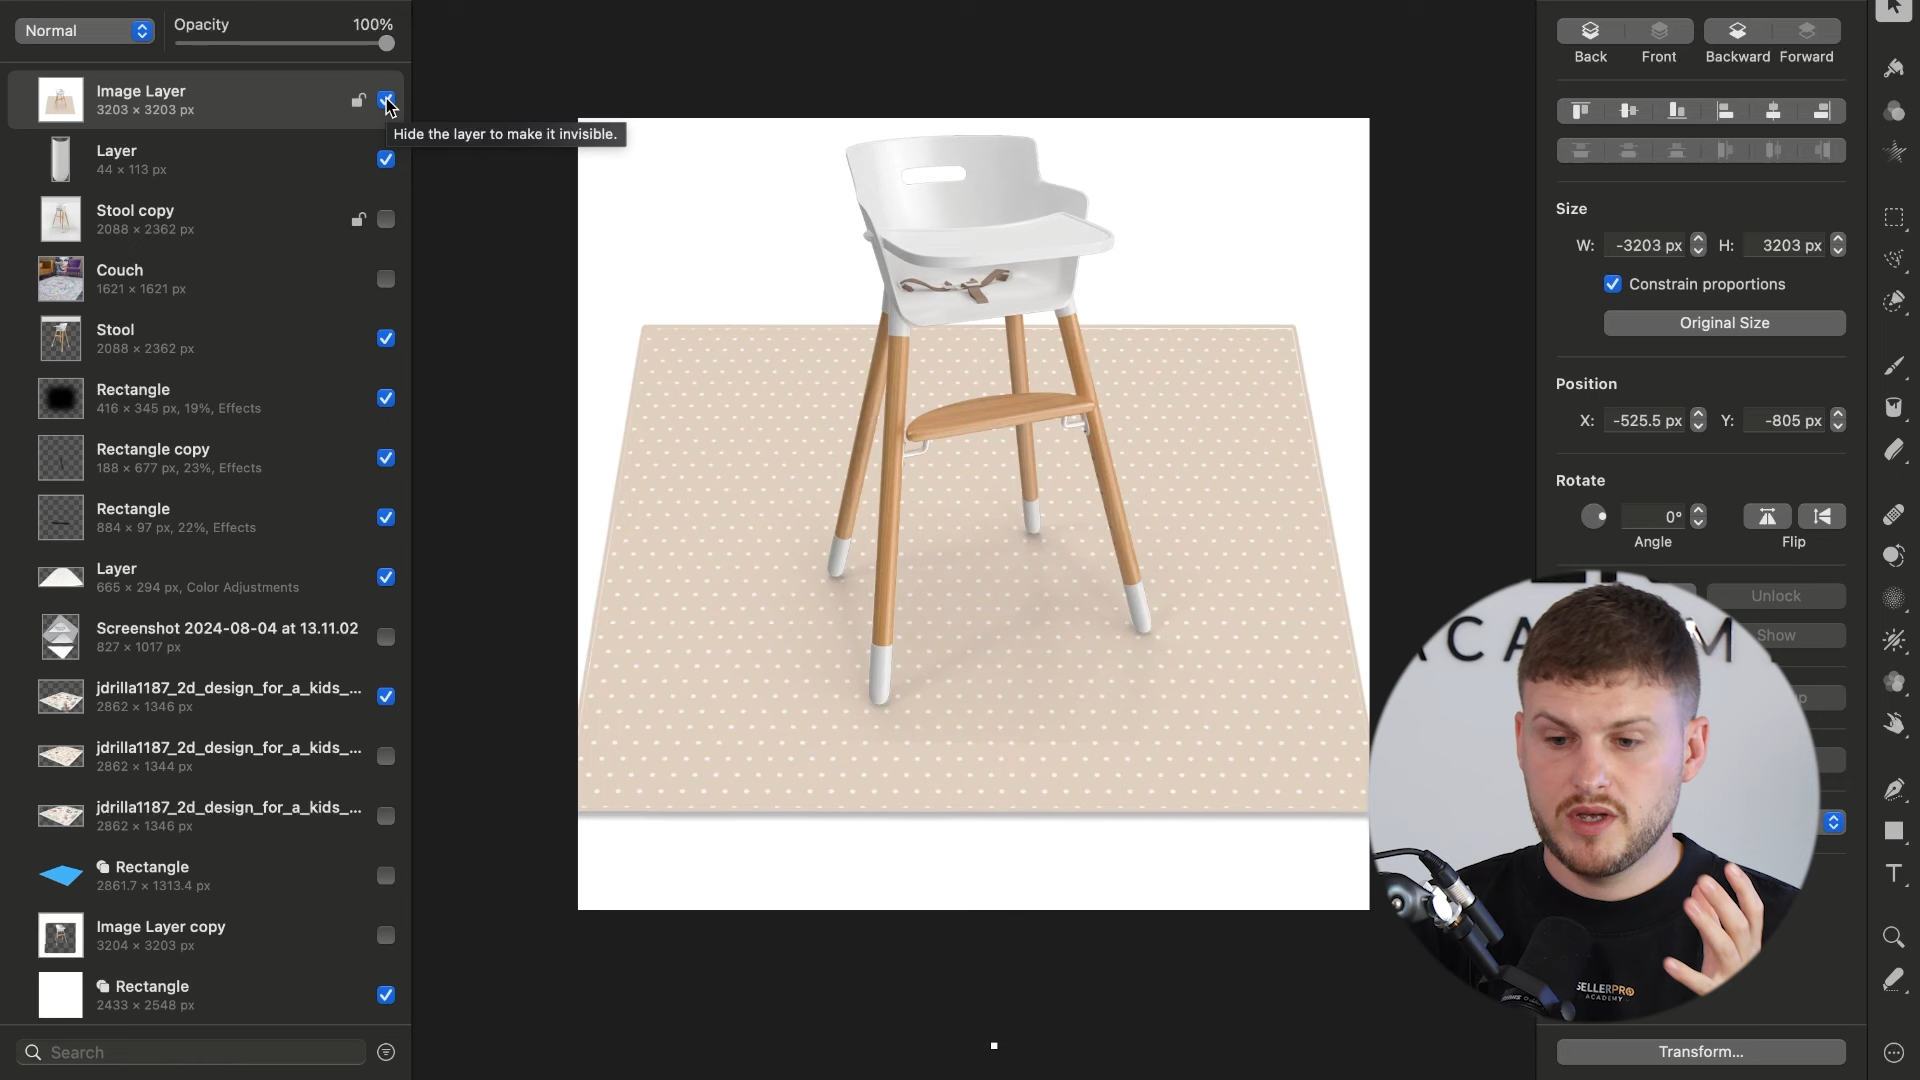 Normal
Opacity
100%
Image Layer
3203 × 3203 px
Hide the layer to make it invisible.
Layer
44 × 113 px
Stool copy
2088 × 2362 px
Couch
1621 × 1621 px
Stool
2088 × 2362 px
Rectangle
416 × 345 px, 19%, Effects
Rectangle copy
188 × 677 px, 23%, Effects
Rectangle
884 × 97 px, 22%, Effects
Layer
665 × 294 px, Color Adjustments
Screenshot 2024-08-04 at 13.11.02
827 × 1017 px
jdrilla1187_2d_design_for_a_kids_...
2862 × 1346 px
jdrilla1187_2d_design_for_a_kids_...
2862 × 1344 px
jdrilla1187_2d_design_for_a_kids_...
2862 × 1346 px
Rectangle
2861.7 × 1313.4 px
Image Layer copy
3204 × 3203 px
Rectangle
2433 × 2548 px
Search
Back
Front
Backward
Forward
Size
W: -3203 px
H: 3203 px
Constrain proportions
Original Size
Position
X: -525.5 px
Y: -805 px
Rotate
0°
Angle
Flip
Unlock
Show
SELLERPRO
ACADEMY
Transform...